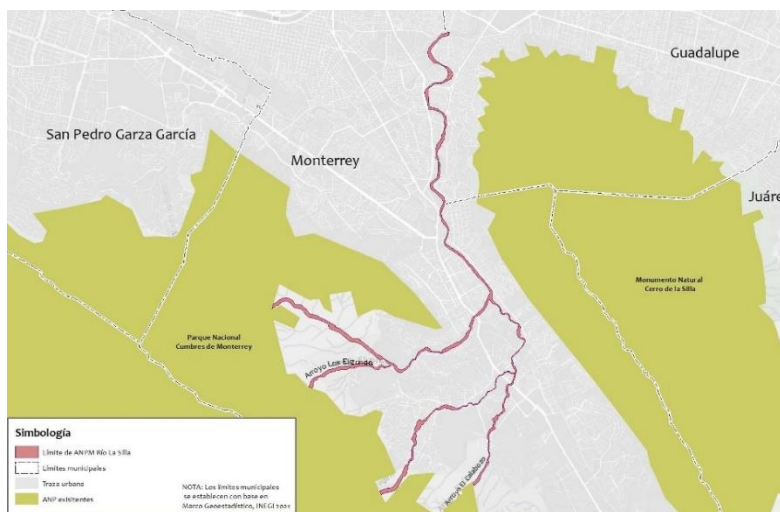 Guadalupe
San Pedro Garza García
Monterrey
Juáre
Monumento Natural
Cerro de la Silla
Parque Nacional
Cumbres de Monterrey
Arroyo Los Elizondo
Arroyo El Calabozo
Simbología
Límite de ANPM Río La Silla
Límites municipales
Traza urbana
ANP existentes
NOTA: Los límites municipales
se establecen con base en
Marco Geoestadístico, INEGI 2021